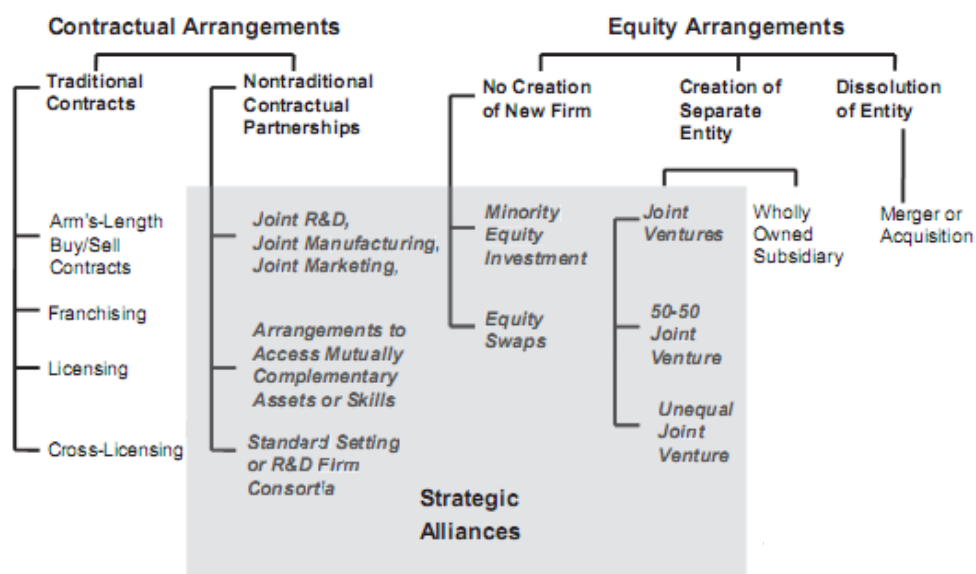 Contractual Arrangements
Equity Arrangements
Traditional
Contracts
Nontraditional
Contractual
Partnerships
No Creation
of New Firm
Creation of
Separate
Entity
Dissolution
of Entity
Arm's-Length
Buy/Sell
Contracts
Franchising
Licensing
Cross-Licensing
Joint R&D,
Joint Manufacturing,
Joint Marketing,
Arrangements to
Access Mutually
Complementary
Assets or Skills
Standard Setting
or R&D Firm
Consortia
Minority
Equity
Investment
Equity
Swaps
Joint
Ventures
50-50
Joint
Venture
Unequal
Joint
Venture
Wholly
Owned
Subsidiary
Merger or
Acquisition
Strategic
Alliances